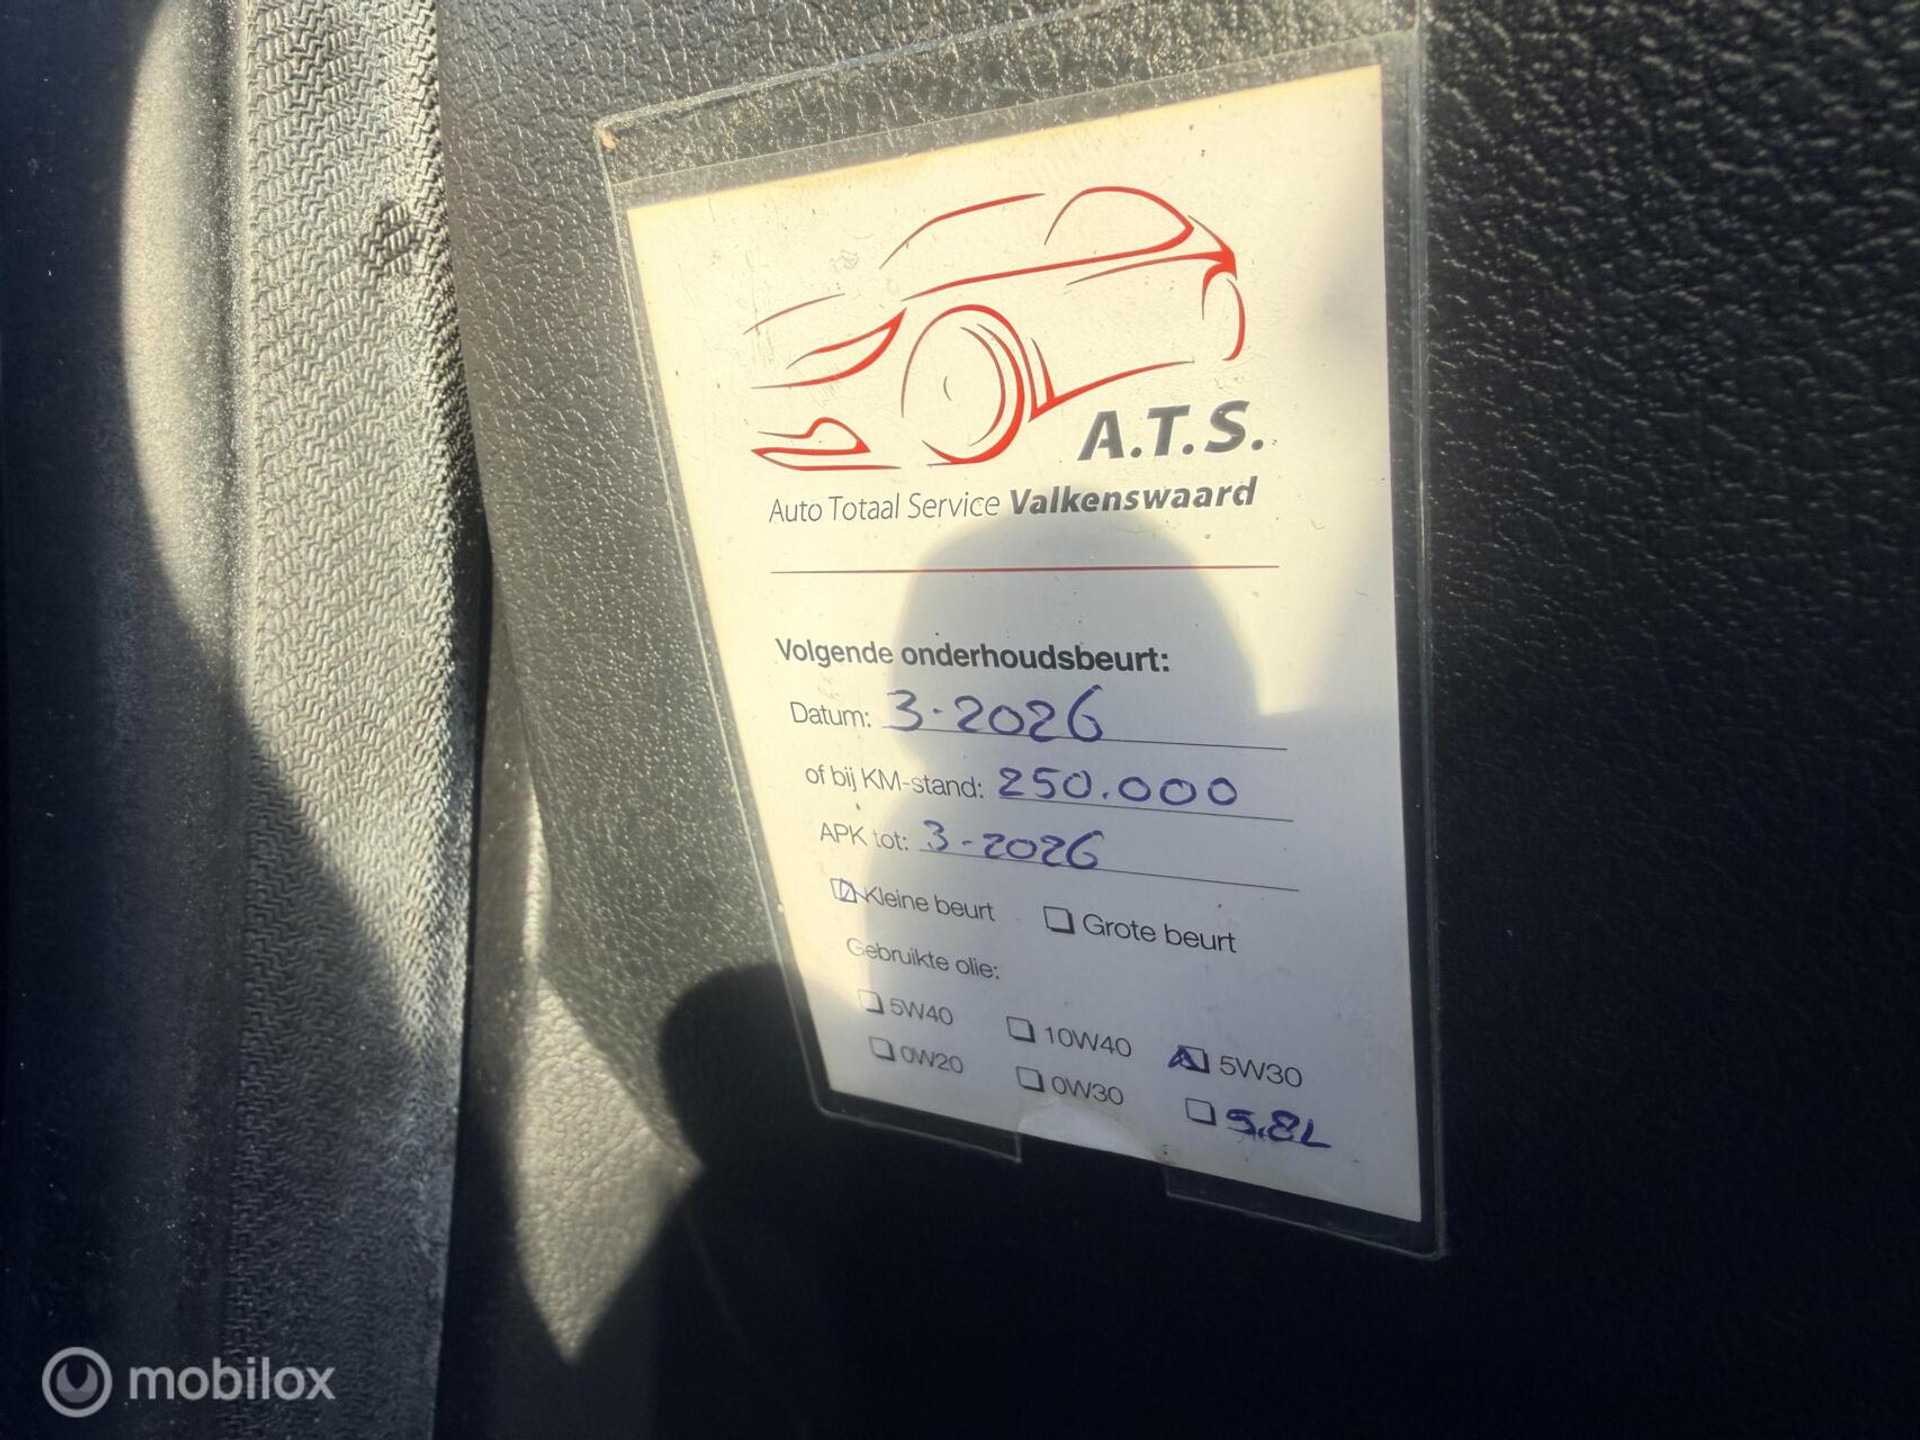 A.T.S.
Auto Totaal Service Valkenswaard
Volgende onderhoudsbeurt:
Datum: 3-2026
of bij KM-stand: 250.000
APK tot: 3-2026
Kleine beurt Grote beurt
Gebruikte olie:
5W40 10W40 5W30
0W20 0W30 5.8L
mobilox